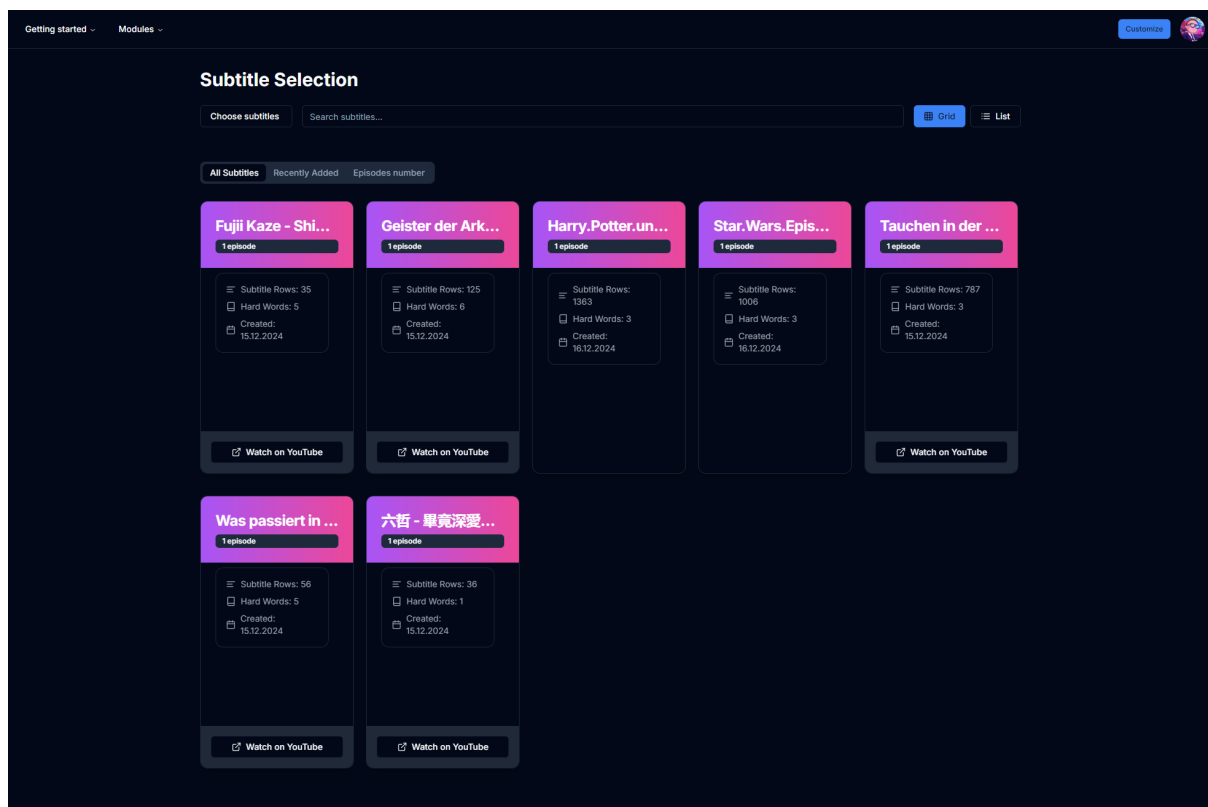 Getting started
Modules
Customize
Subtitle Selection
Choose subtitles
Search subtitles...
Grid
List
All Subtitles
Recently Added
Episodes number
Fujii Kaze - Shi...
1 episode
Subtitle Rows: 35
Hard Words: 5
Created:
15.12.2024
Watch on YouTube
Geister der Ark...
1 episode
Subtitle Rows: 125
Hard Words: 6
Created:
15.12.2024
Watch on YouTube
Harry.Potter.un...
1 episode
Subtitle Rows:
1363
Hard Words: 3
Created:
16.12.2024
Star.Wars.Epis...
1 episode
Subtitle Rows:
1006
Hard Words: 3
Created:
16.12.2024
Tauchen in der ...
1 episode
Subtitle Rows: 787
Hard Words: 3
Created:
15.12.2024
Watch on YouTube
Was passiert in ...
1 episode
Subtitle Rows: 56
Hard Words: 5
Created:
15.12.2024
Watch on YouTube
六哲 - 畢竟深愛...
1 episode
Subtitle Rows: 36
Hard Words: 1
Created:
15.12.2024
Watch on YouTube